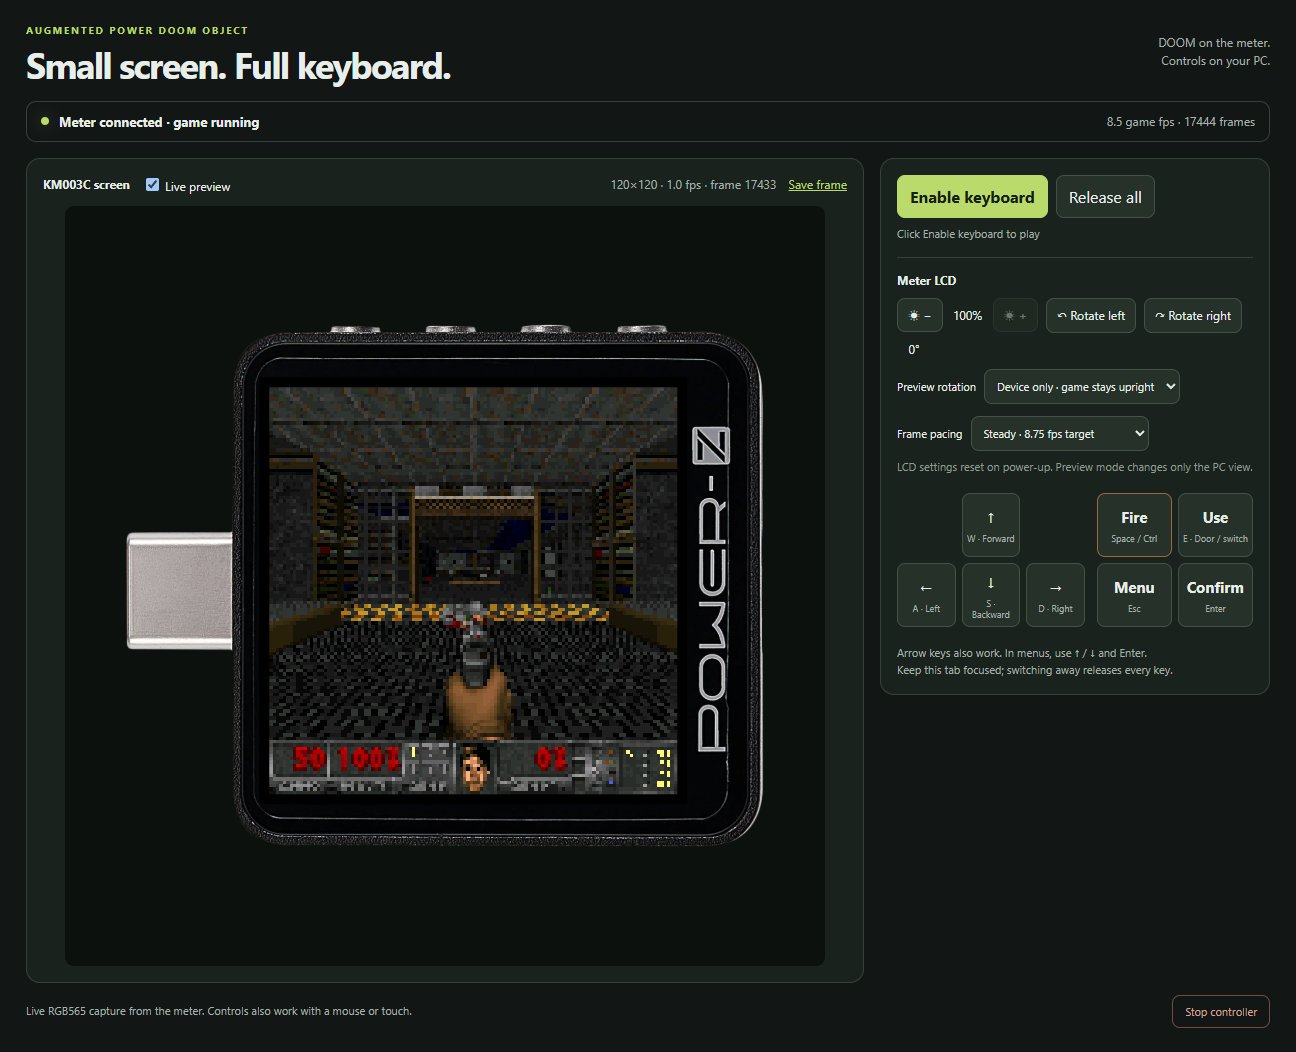 AUGMENTED POWER DOOM OBJECT
Small screen. Full keyboard.
DOOM on the meter.
Controls on your PC.
Meter connected · game running
8.5 game fps · 17444 frames
KM003C screen
Live preview
120×120 · 1.0 fps · frame 17433
Save frame
POWER-Z
50
100%
0%
Enable keyboard
Release all
Click Enable keyboard to play
Meter LCD
☀ −
100%
☀ +
↶ Rotate left
↷ Rotate right
0°
Preview rotation
Device only · game stays upright
Frame pacing
Steady · 8.75 fps target
LCD settings reset on power-up. Preview mode changes only the PC view.
↑
W · Forward
Fire
Space / Ctrl
Use
E · Door / switch
←
A · Left
↓
S ·
Backward
→
D · Right
Menu
Esc
Confirm
Enter
Arrow keys also work. In menus, use ↑ / ↓ and Enter.
Keep this tab focused; switching away releases every key.
Live RGB565 capture from the meter. Controls also work with a mouse or touch.
Stop controller